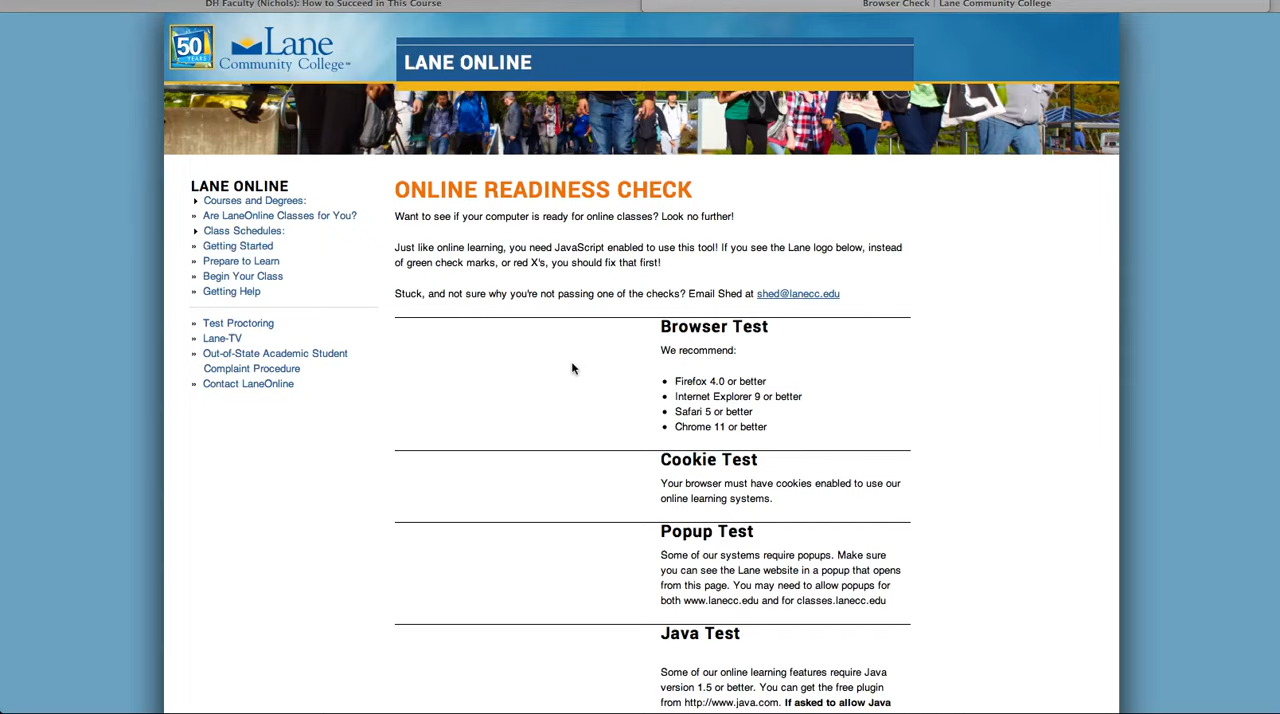 DH Faculty (Nichols): How to Succeed in This Course
Browser Check | Lane Community College
50
YEARS
Lane
Community College™
LANE ONLINE
LANE ONLINE
Courses and Degrees:
» Are LaneOnline Classes for You?
Class Schedules:
» Getting Started
» Prepare to Learn
» Begin Your Class
» Getting Help
» Test Proctoring
» Lane-TV
» Out-of-State Academic Student
Complaint Procedure
» Contact LaneOnline
ONLINE READINESS CHECK
Want to see if your computer is ready for online classes? Look no further!
Just like online learning, you need JavaScript enabled to use this tool! If you see the Lane logo below, instead
of green check marks, or red X's, you should fix that first!
Stuck, and not sure why you're not passing one of the checks? Email Shed at shed@lanecc.edu
Browser Test
We recommend:
• Firefox 4.0 or better
• Internet Explorer 9 or better
• Safari 5 or better
• Chrome 11 or better
Cookie Test
Your browser must have cookies enabled to use our
online learning systems.
Popup Test
Some of our systems require popups. Make sure
you can see the Lane website in a popup that opens
from this page. You may need to allow popups for
both www.lanecc.edu and for classes.lanecc.edu
Java Test
Some of our online learning features require Java
version 1.5 or better. You can get the free plugin
from http://www.java.com. If asked to allow Java